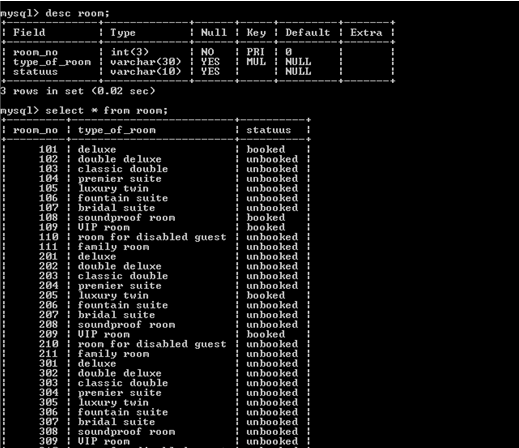 mysql> desc room;
| Field | Type | Null | Key | Default | Extra |
| room_no | int(3) | NO | PRI | 0 | |
| type_of_room | varchar(30) | YES | MUL | NULL | |
| statuus | varchar(10) | YES | | NULL | |
3 rows in set (0.02 sec)
mysql> select * from room;
| room_no | type_of_room | statuus |
| 101 | deluxe | booked |
| 102 | double deluxe | unbooked |
| 103 | classic double | unbooked |
| 104 | premier suite | unbooked |
| 105 | luxury twin | unbooked |
| 106 | fountain suite | unbooked |
| 107 | bridal suite | unbooked |
| 108 | soundproof room | booked |
| 109 | VIP room | booked |
| 110 | room for disabled guest | unbooked |
| 111 | family room | unbooked |
| 201 | deluxe | unbooked |
| 202 | double deluxe | unbooked |
| 203 | classic double | unbooked |
| 204 | premier suite | unbooked |
| 205 | luxury twin | booked |
| 206 | fountain suite | unbooked |
| 207 | bridal suite | unbooked |
| 208 | soundproof room | unbooked |
| 209 | VIP room | booked |
| 210 | room for disabled guest | unbooked |
| 211 | family room | unbooked |
| 301 | deluxe | unbooked |
| 302 | double deluxe | unbooked |
| 303 | classic double | unbooked |
| 304 | premier suite | unbooked |
| 305 | luxury twin | unbooked |
| 306 | fountain suite | unbooked |
| 307 | bridal suite | unbooked |
| 308 | soundproof room | unbooked |
| 309 | VIP room | unbooked |